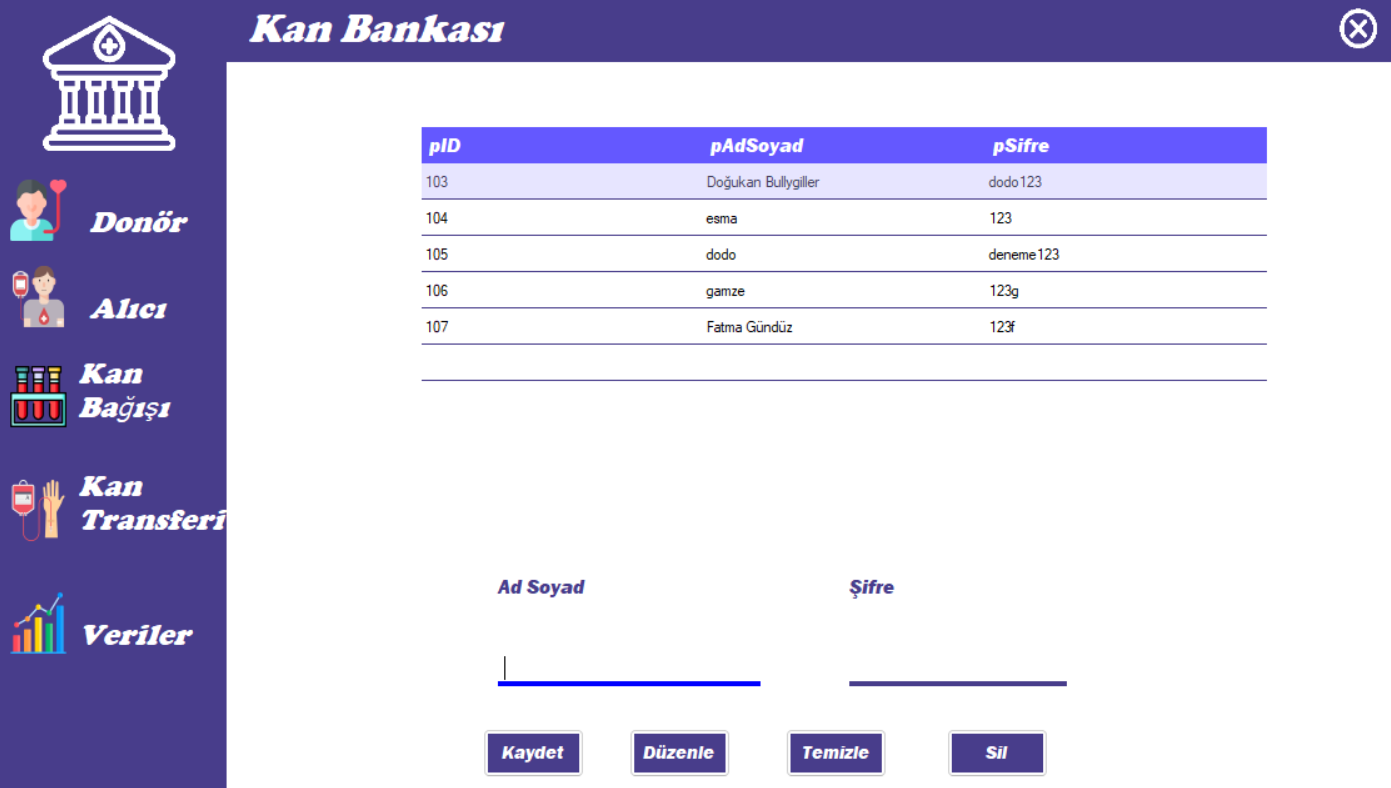 Kan Bankası
Donör
Alıcı
Kan
Bağışı
Kan
Transferi
Veriler
pID pAdSoyad pSifre
103 Doğukan Bullygiller dodo123
104 esma 123
105 dodo deneme123
106 gamze 123g
107 Fatma Gündüz 123f
Ad Soyad Şifre
Kaydet Düzenle Temizle Sil